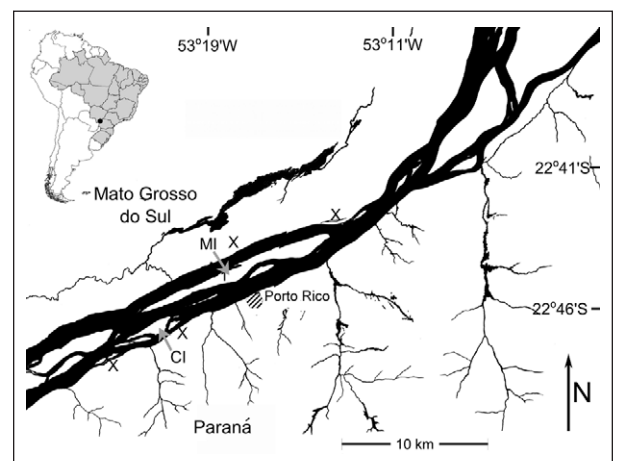 53°19'W
53°11'W
22°41'S
Mato Grosso
do Sul
X
MI X
Porto Rico
22°46'S
X
CI
X
N
Paraná
10 km